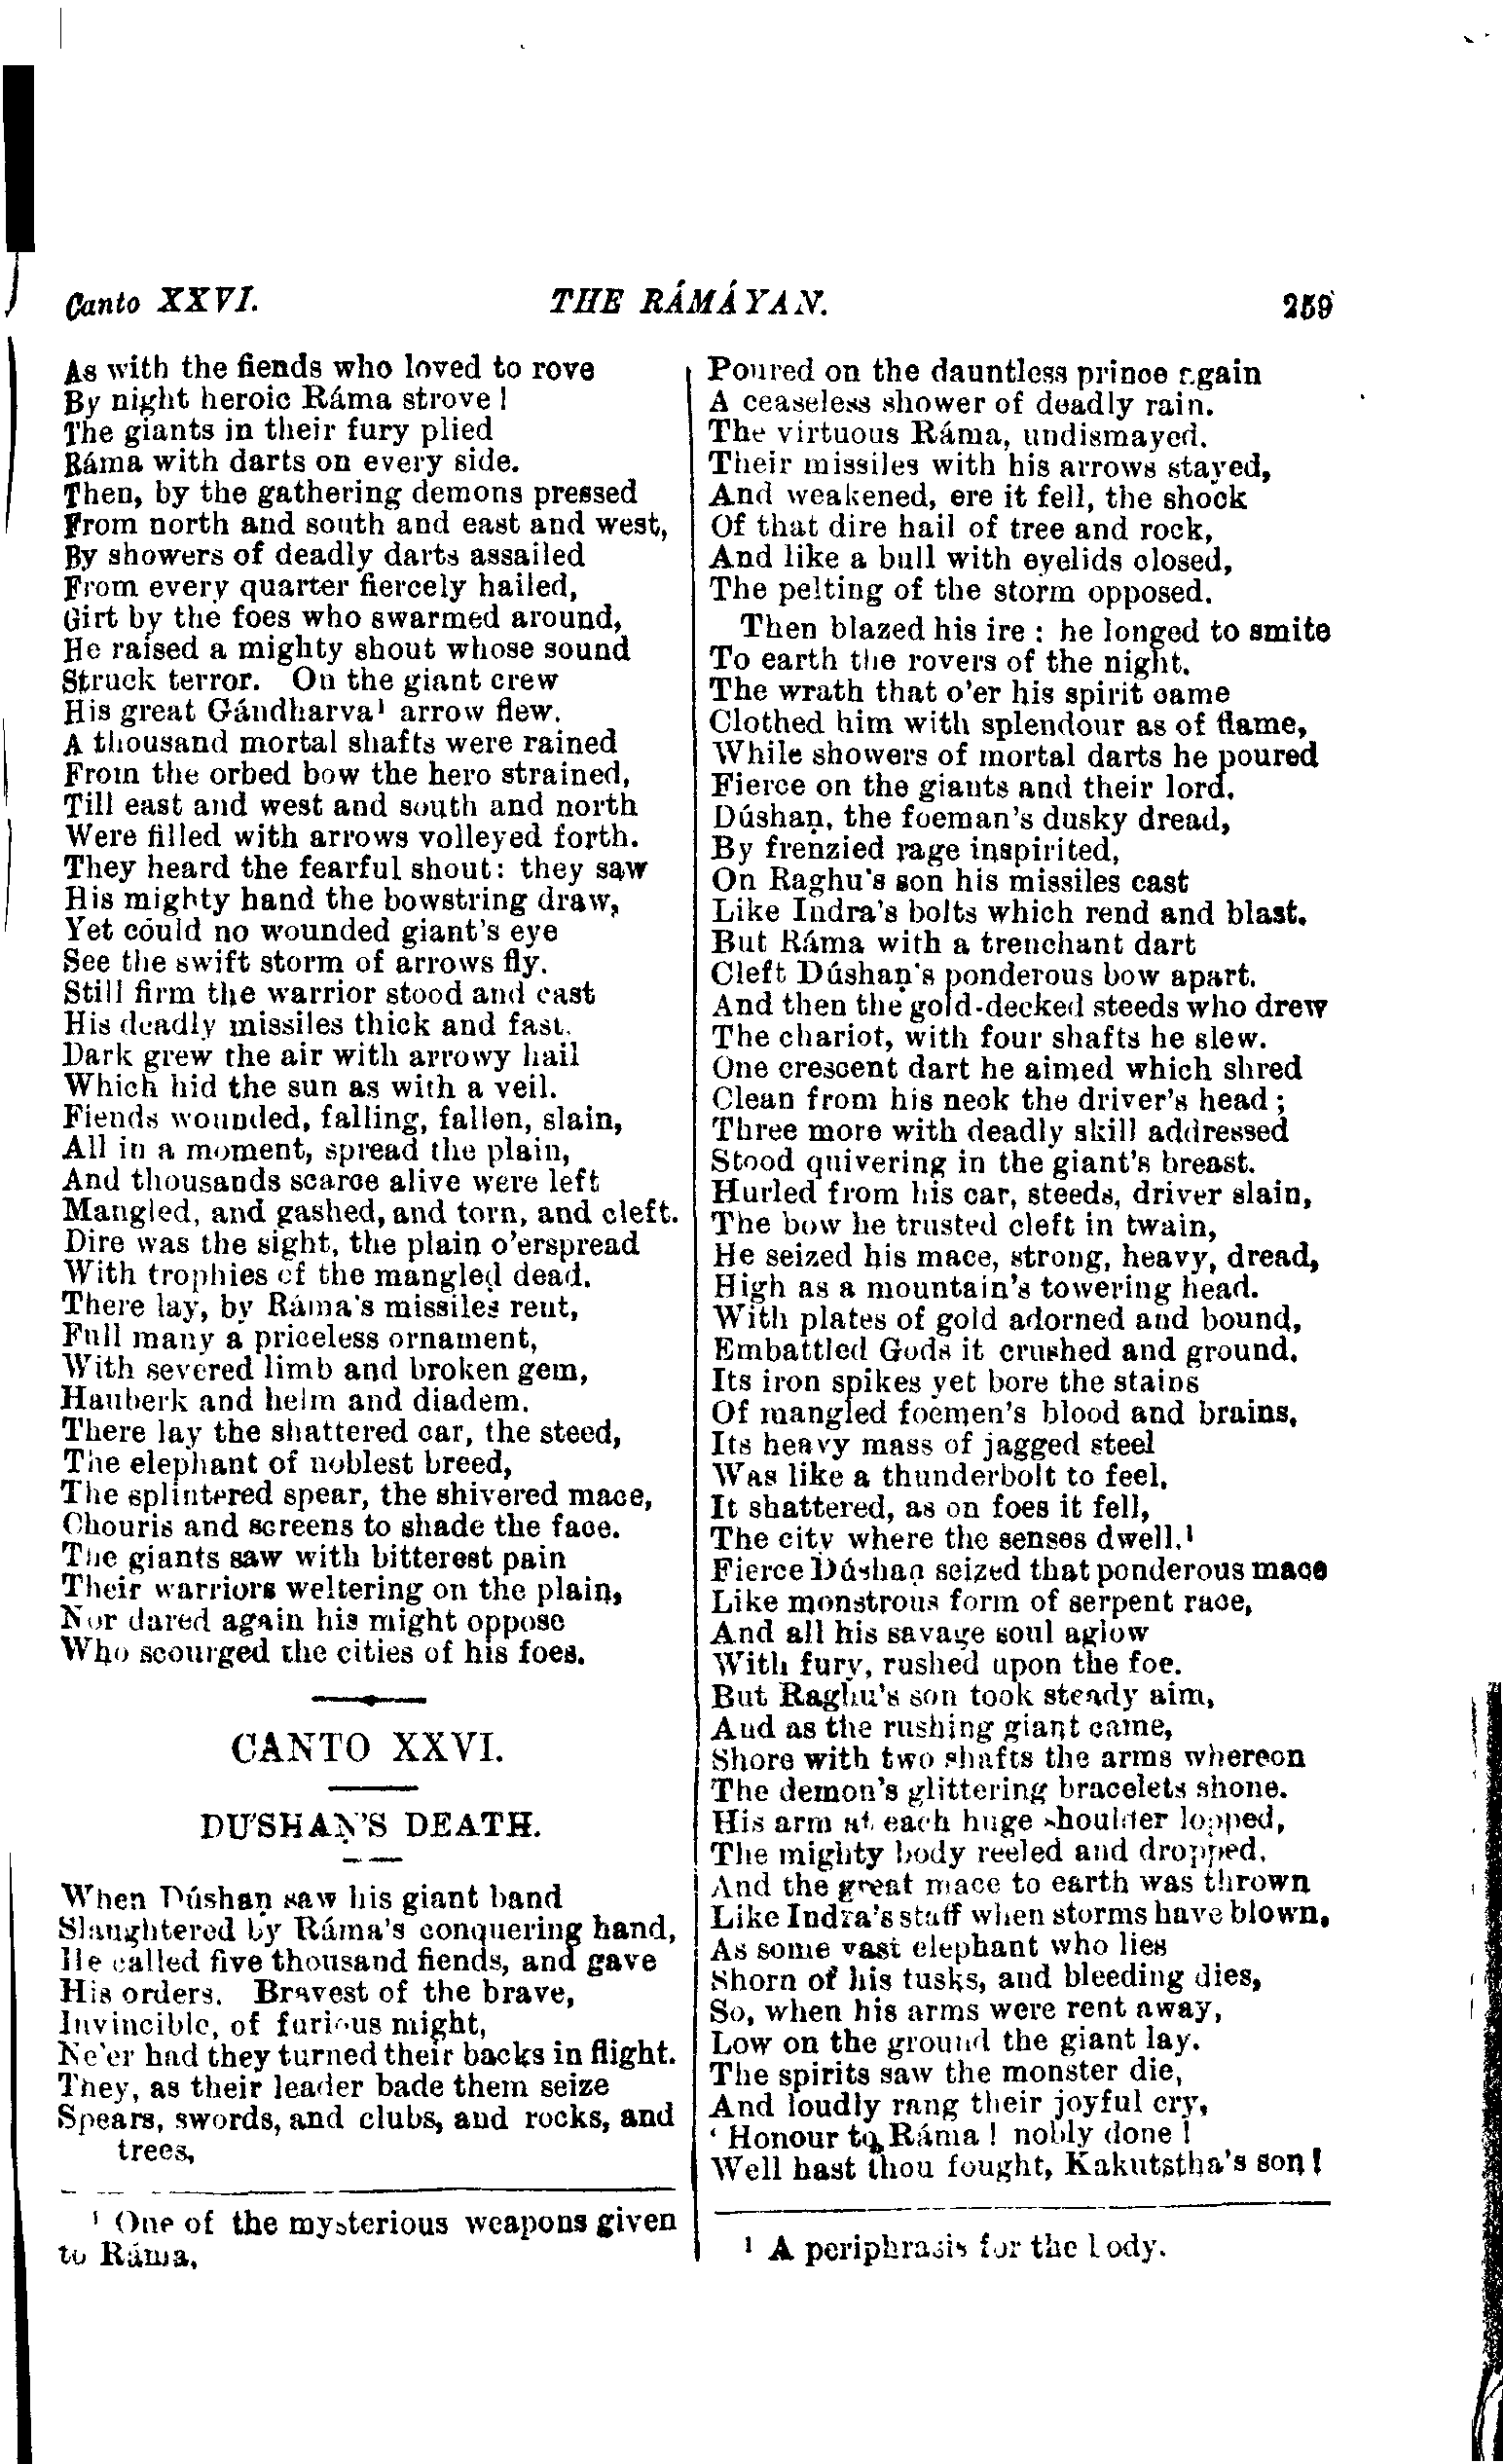 Canto XXVI.
THE RÁMÁYAN.
259
As with the fiends who loved to rove
By night heroic Ráma strove!
The giants in their fury plied
Ráma with darts on every side.
Then, by the gathering demons pressed
From north and south and east and west,
By showers of deadly darts assailed
From every quarter fiercely hailed,
Girt by the foes who swarmed around,
He raised a mighty shout whose sound
Struck terror. On the giant crew
His great Gándharva¹ arrow flew.
A thousand mortal shafts were rained
From the orbed bow the hero strained,
Till east and west and south and north
Were filled with arrows volleyed forth.
They heard the fearful shout: they saw
His mighty hand the bowstring draw,
Yet could no wounded giant's eye
See the swift storm of arrows fly.
Still firm the warrior stood and cast
His deadly missiles thick and fast.
Dark grew the air with arrowy hail
Which hid the sun as with a veil.
Fiends wounded, falling, fallen, slain,
All in a moment, spread the plain,
And thousands scarce alive were left
Mangled, and gashed, and torn, and cleft.
Dire was the sight, the plain o'erspread
With trophies of the mangled dead.
There lay, by Ráma's missiles rent,
Full many a priceless ornament,
With severed limb and broken gem,
Hauberk and helm and diadem.
There lay the shattered car, the steed,
The elephant of noblest breed,
The splintered spear, the shivered mace,
Chouris and screens to shade the face.
The giants saw with bitterest pain
Their warriors weltering on the plain,
Nor dared again his might oppose
Who scourged the cities of his foes.
CANTO XXVI.
DU'SHAṆ'S DEATH.
When Dúshaṇ saw his giant band
Slaughtered by Ráma's conquering hand,
He called five thousand fiends, and gave
His orders. Bravest of the brave,
Invincible, of furious might,
Ne'er had they turned their backs in flight.
They, as their leader bade them seize
Spears, swords, and clubs, and rocks, and
trees,
¹ One of the mysterious weapons given
to Ráma.
Poured on the dauntless prince again
A ceaseless shower of deadly rain.
The virtuous Ráma, undismayed,
Their missiles with his arrows stayed,
And weakened, ere it fell, the shock
Of that dire hail of tree and rock,
And like a bull with eyelids closed,
The pelting of the storm opposed.
Then blazed his ire: he longed to smite
To earth the rovers of the night.
The wrath that o'er his spirit came
Clothed him with splendour as of flame,
While showers of mortal darts he poured
Fierce on the giants and their lord.
Dúshaṇ, the foeman's dusky dread,
By frenzied rage inspirited,
On Raghu's son his missiles cast
Like Indra's bolts which rend and blast.
But Ráma with a trenchant dart
Cleft Dúshaṇ's ponderous bow apart.
And then the gold-decked steeds who drew
The chariot, with four shafts he slew.
One crescent dart he aimed which shred
Clean from his neck the driver's head;
Three more with deadly skill addressed
Stood quivering in the giant's breast.
Hurled from his car, steeds, driver slain,
The bow he trusted cleft in twain,
He seized his mace, strong, heavy, dread,
High as a mountain's towering head.
With plates of gold adorned and bound,
Embattled Gods it crushed and ground.
Its iron spikes yet bore the stains
Of mangled foemen's blood and brains.
Its heavy mass of jagged steel
Was like a thunderbolt to feel.
It shattered, as on foes it fell,
The city where the senses dwell.¹
Fierce Dúshaṇ seized that ponderous mace
Like monstrous form of serpent race,
And all his savage soul aglow
With fury, rushed upon the foe.
But Raghu's son took steady aim,
And as the rushing giant came,
Shore with two shafts the arms whereon
The demon's glittering bracelets shone.
His arm at each huge shoulder lopped,
The mighty body reeled and dropped,
And the great mace to earth was thrown
Like Indra's staff when storms have blown.
As some vast elephant who lies
Shorn of his tusks, and bleeding dies,
So, when his arms were rent away,
Low on the ground the giant lay.
The spirits saw the monster die,
And loudly rang their joyful cry,
‘Honour to Ráma! nobly done!
Well hast thou fought, Kakutstha's son!
¹ A periphrasis for the body.